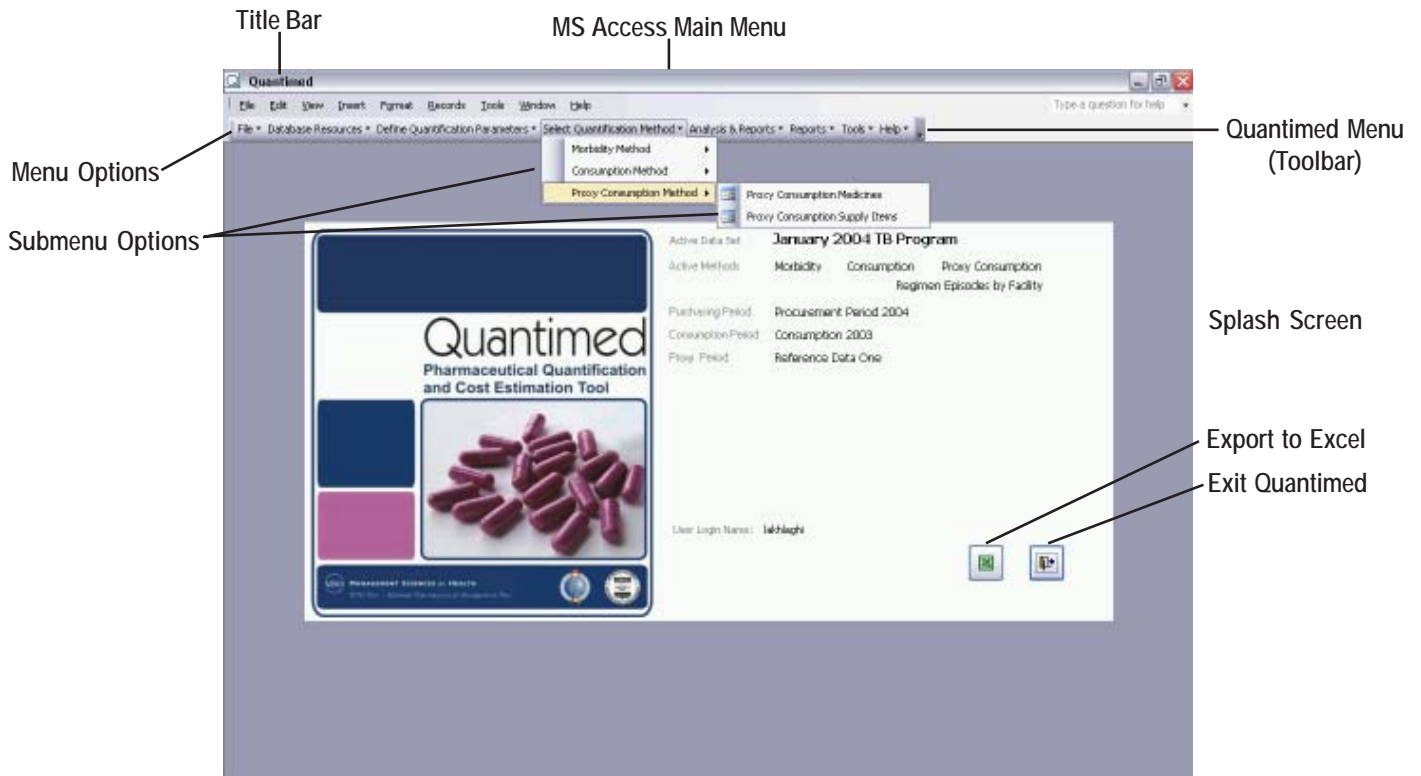 Title Bar
MS Access Main Menu
Quantimed
File Edit View Insert Format Records Tools Window Help
Type a question for help
File Database Resources Define Quantification Parameters Select Quantification Method Analysis & Reports Reports Tools Help
Quantimed Menu
(Toolbar)
Menu Options
Morbidity Method
Consumption Method
Proxy Consumption Method
Proxy Consumption Medicines
Proxy Consumption Supply Items
Submenu Options
Active Data Set January 2004 TB Program
Active Methods Morbidity Consumption Proxy Consumption
Regimen Episodes by Facility
Purchasing Period Procurement Period 2004
Consumption Period Consumption 2003
Proxy Period Reference Data One
Splash Screen
Quantimed
Pharmaceutical Quantification
and Cost Estimation Tool
Export to Excel
Exit Quantimed
User Login Name: lakhlaghi
Management Sciences for Health